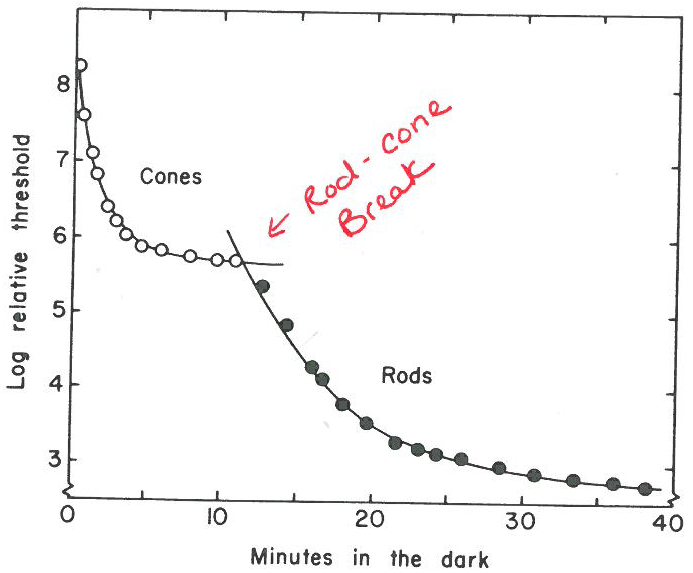 8
7
6
5
4
3
Log relative threshold
Cones
Rod-cone
Break
Rods
0
10
20
30
40
Minutes in the dark